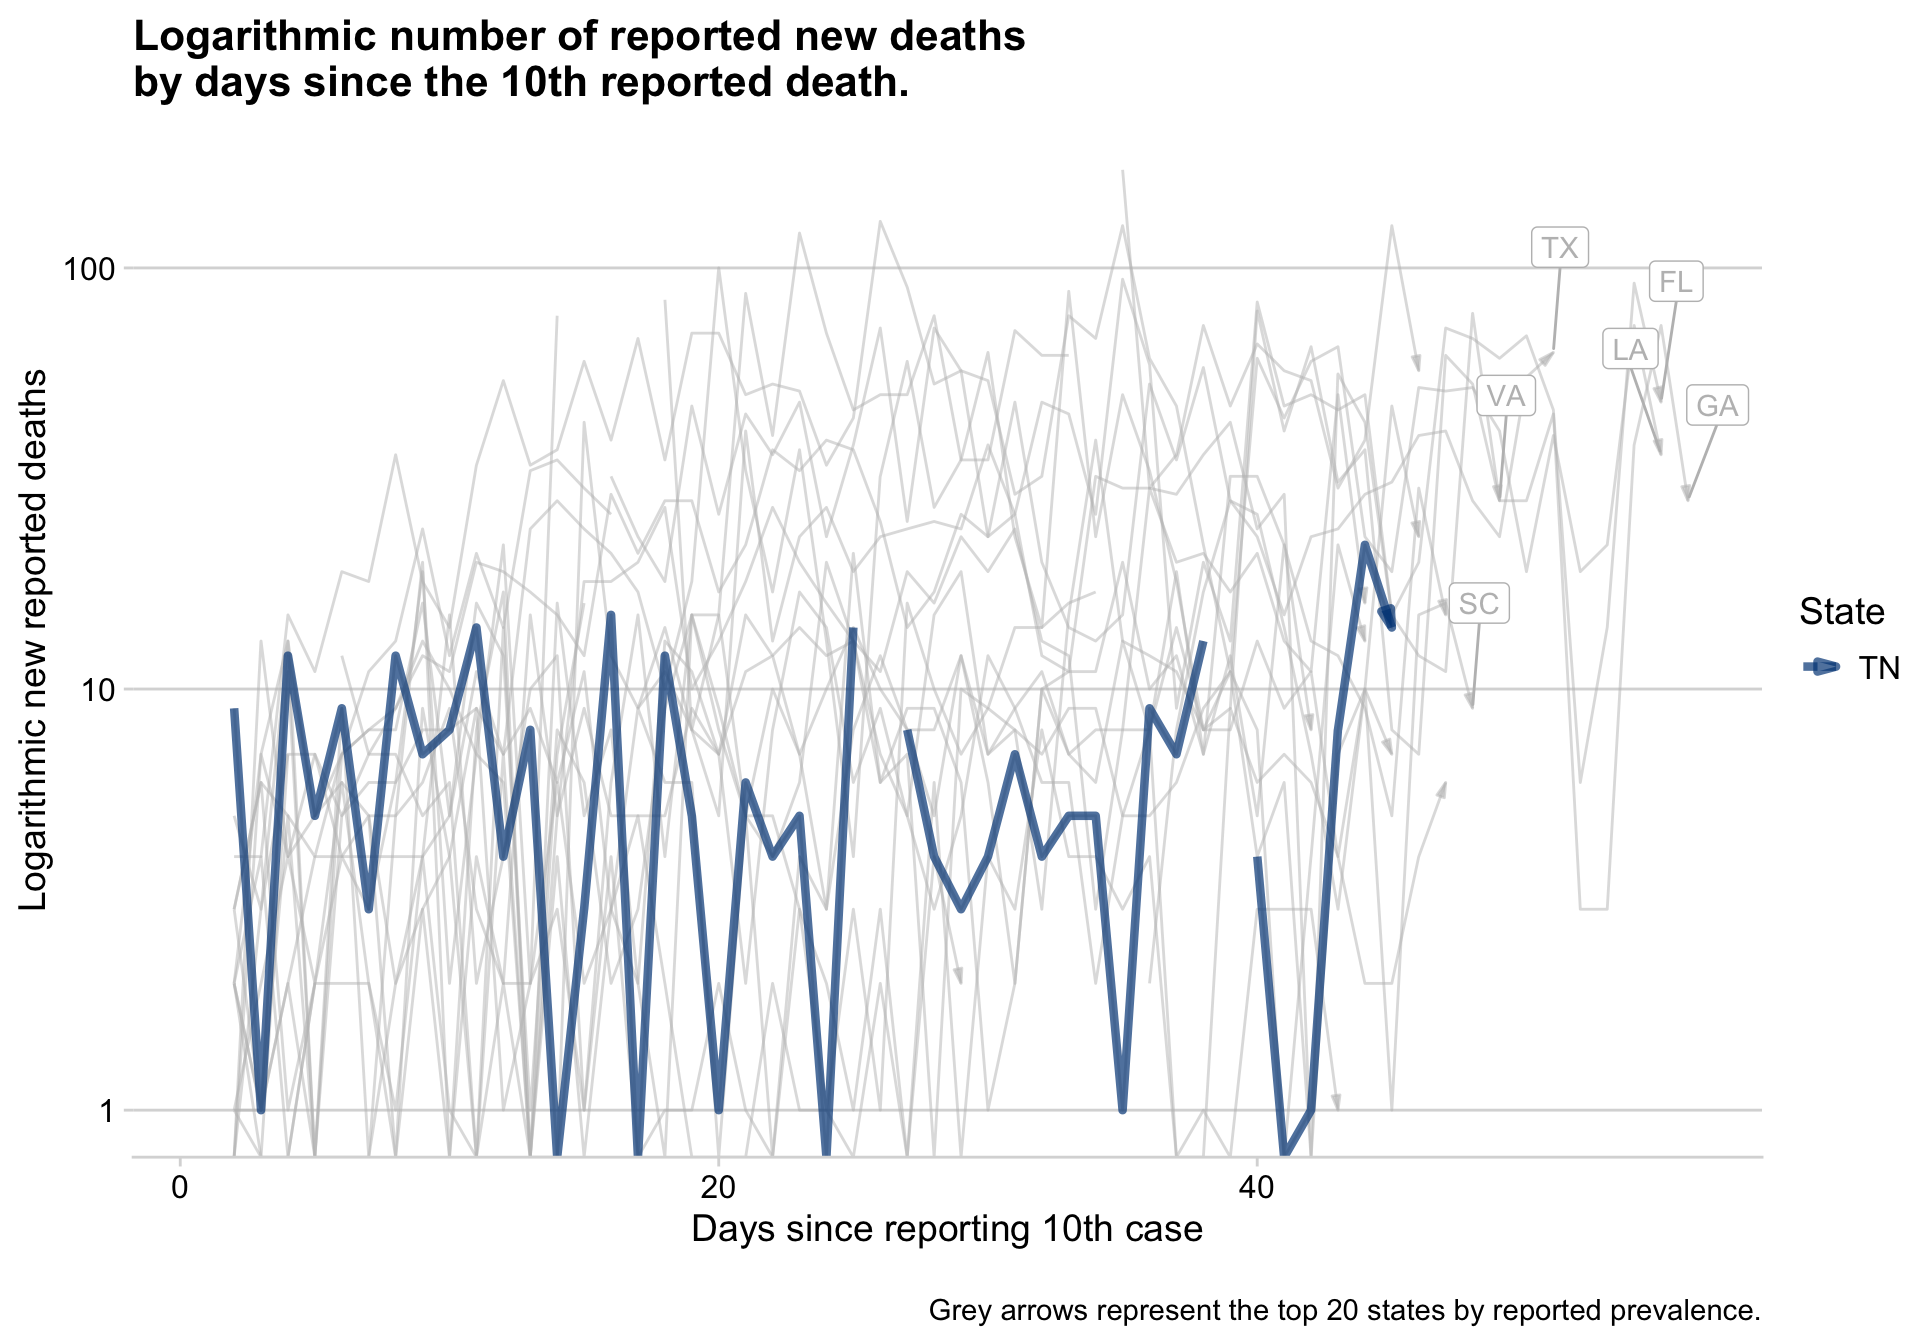 Logarithmic number of reported new deaths
by days since the 10th reported death.
Logarithmic new reported deaths
100
10
1
TX
FL
LA
VA
GA
SC
State
TN
0
20
40
Days since reporting 10th case
Grey arrows represent the top 20 states by reported prevalence.